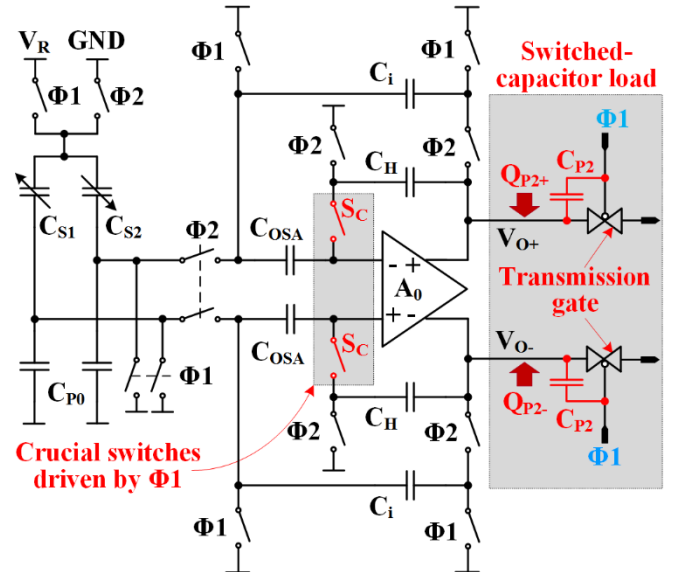 V_R GND
Φ1 Φ2
C_S1 C_S2
C_P0
Φ1
Φ2
Φ1
C_i
Φ1
Φ2
Φ2
C_H
S_C
C_OSA
- +
A_0
+ -
C_OSA
S_C
Φ2
C_H
Φ2
C_i
Φ1
Φ1
Crucial switches
driven by Φ1
Switched-
capacitor load
Φ1
Q_P2+
C_P2
V_O+
Transmission
gate
V_O-
Q_P2-
C_P2
Φ1